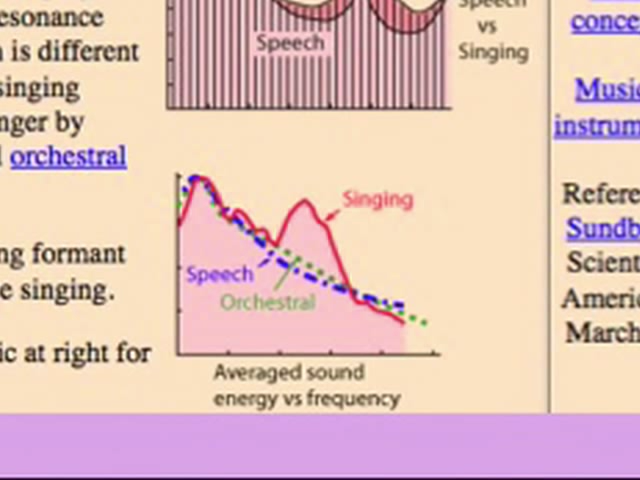 esonance
n is different
singing
nger by
orchestral
ng formant
e singing.
ic at right for
Speech
Speech
vs
Singing
Singing
Speech
Orchestral
Averaged sound
energy vs frequency
conce
Music
instrum
Refere
Sundb
Scient
Americ
March